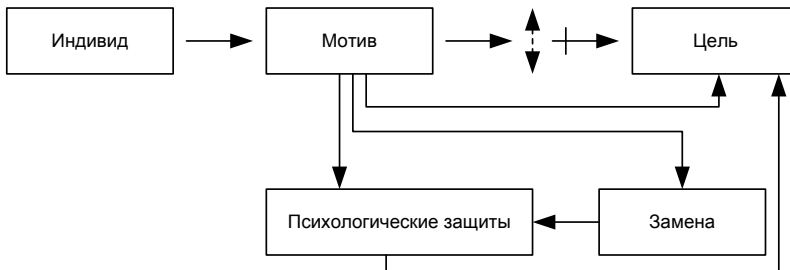 Индивид
Мотив
Цель
Психологические защиты
Замена